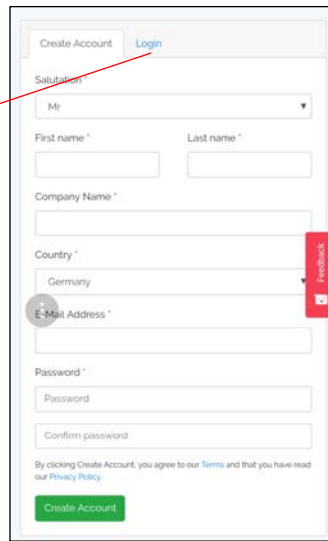 Create Account Login
Salutation *
Mr
First name * Last name *
Company Name *
Country *
Germany
E-Mail Address *
Password *
Password
Confirm password
By clicking Create Account, you agree to our Terms and that you have read
our Privacy Policy.
Create Account
Feedback